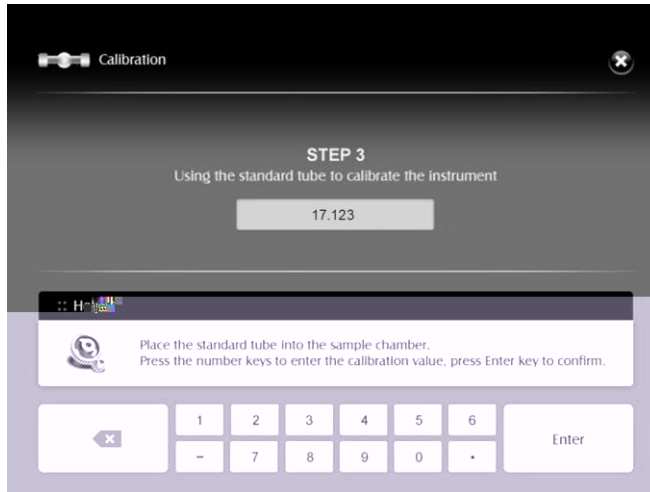 Calibration
STEP 3
Using the standard tube to calibrate the instrument
17.123
Place the standard tube into the sample chamber.
Press the number keys to enter the calibration value, press Enter key to confirm.
1 2 3 4 5 6
Enter
- 7 8 9 0 .